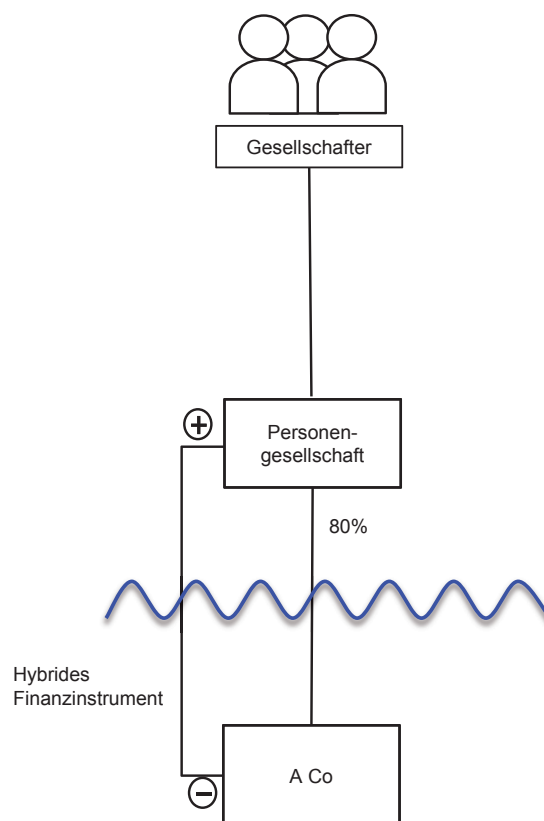 Gesellschafter
+
Personen-
gesellschaft
80%
Hybrides
Finanzinstrument
A Co
−